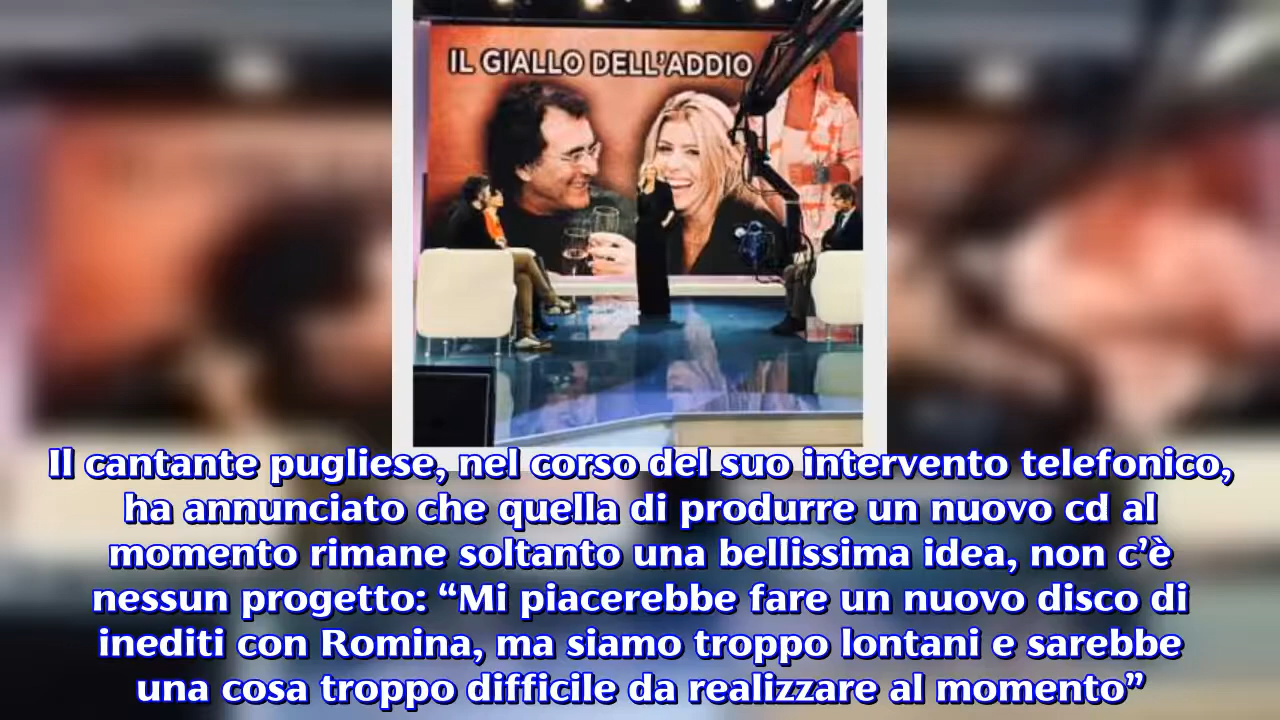 IL GIALLO DELL'ADDIO
Il cantante pugliese, nel corso del suo intervento telefonico,
ha annunciato che quella di produrre un nuovo cd al
momento rimane soltanto una bellissima idea, non c’è
nessun progetto: “Mi piacerebbe fare un nuovo disco di
inediti con Romina, ma siamo troppo lontani e sarebbe
una cosa troppo difficile da realizzare al momento”